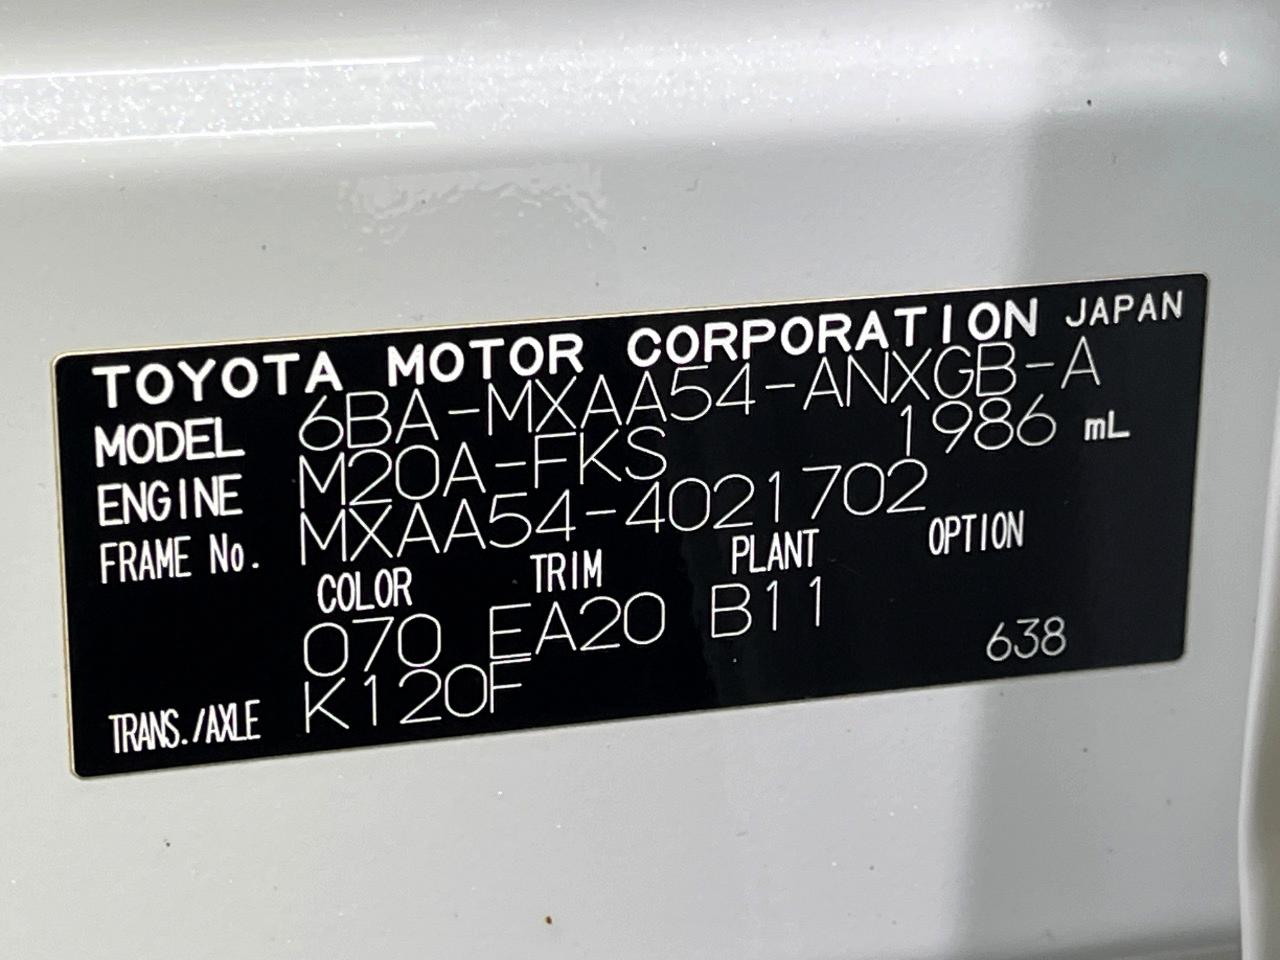 TOYOTA MOTOR CORPORATION JAPAN
MODEL 6BA-MXAA54-ANXGB-A
ENGINE M20A-FKS 1986 mL
FRAME No. MXAA54-4021702
COLOR TRIM PLANT OPTION
070 EA20 B11
TRANS./AXLE K120F 638